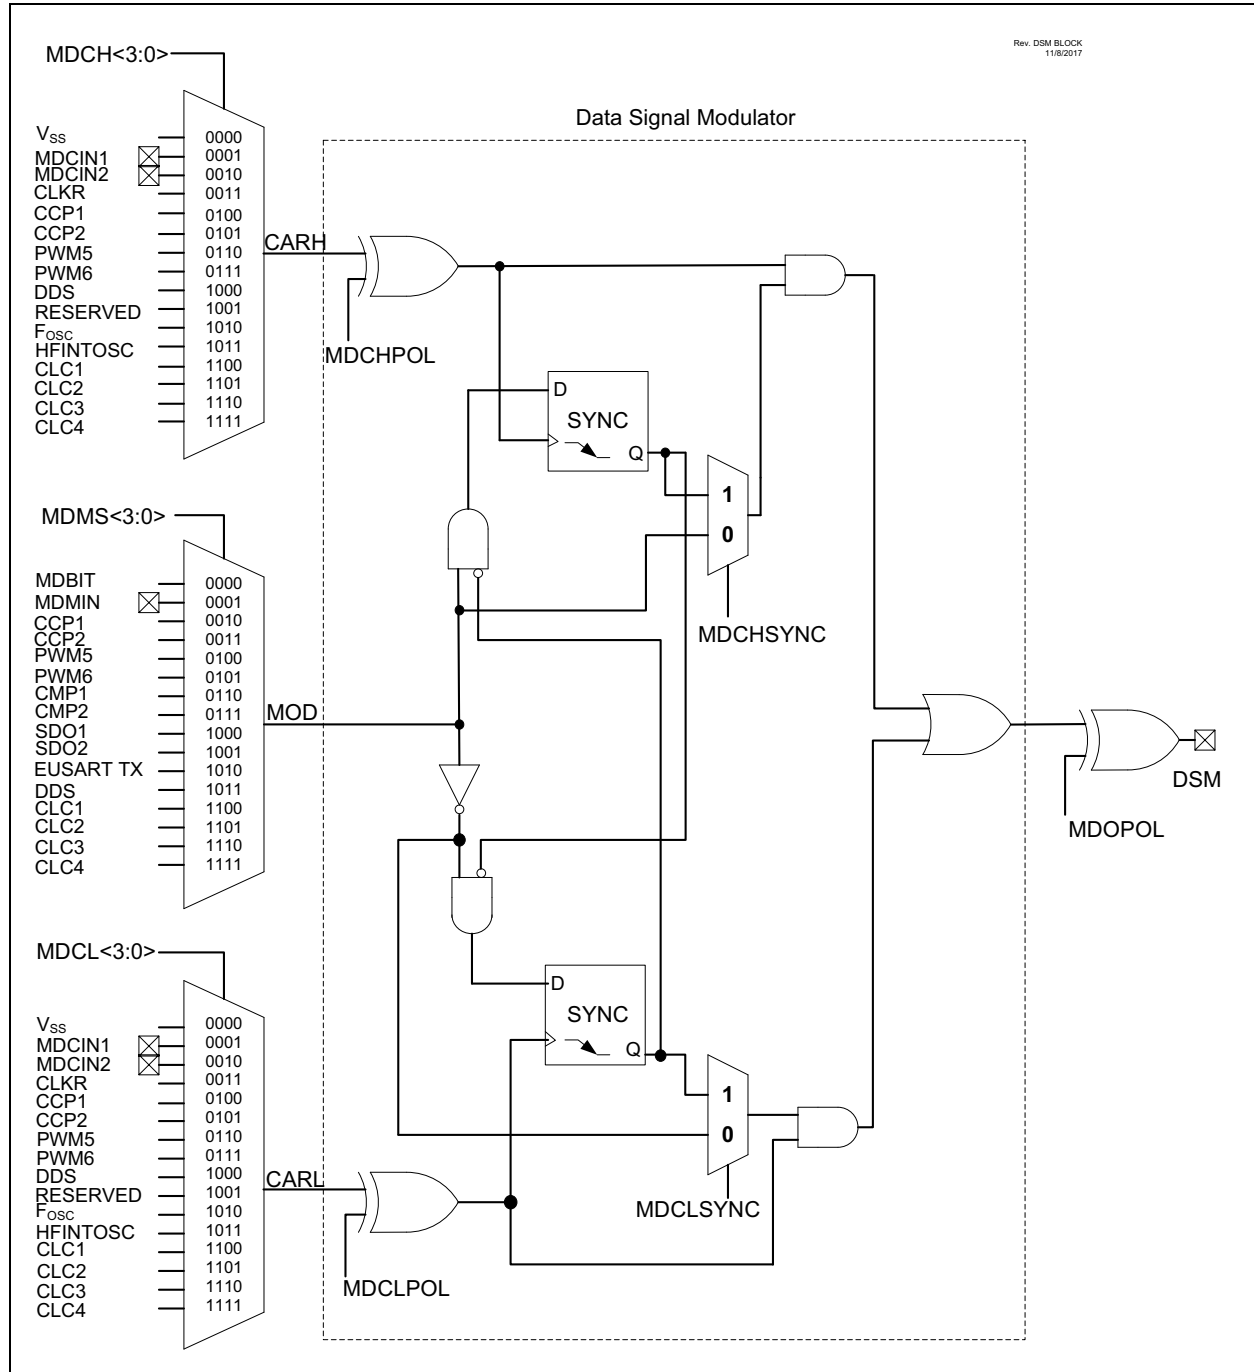 Rev. DSM BLOCK
11/8/2017
MDCH<3:0>
Data Signal Modulator
VSS 0000
MDCIN1 0001
MDCIN2 0010
CLKR 0011
CCP1 0100
CCP2 0101
PWM5 0110
PWM6 0111
DDS 1000
RESERVED 1001
FOSC 1010
HFINTOSC 1011
CLC1 1100
CLC2 1101
CLC3 1110
CLC4 1111
CARH
MDCHPOL
D
SYNC
Q
1
0
MDCHSYNC
MDMS<3:0>
MDBIT 0000
MDMIN 0001
CCP1 0010
CCP2 0011
PWM5 0100
PWM6 0101
CMP1 0110
CMP2 0111
SDO1 1000
SDO2 1001
EUSART TX 1010
DDS 1011
CLC1 1100
CLC2 1101
CLC3 1110
CLC4 1111
MOD
DSM
MDOPOL
MDCL<3:0>
VSS 0000
MDCIN1 0001
MDCIN2 0010
CLKR 0011
CCP1 0100
CCP2 0101
PWM5 0110
PWM6 0111
DDS 1000
RESERVED 1001
FOSC 1010
HFINTOSC 1011
CLC1 1100
CLC2 1101
CLC3 1110
CLC4 1111
CARL
MDCLPOL
D
SYNC
Q
1
0
MDCLSYNC